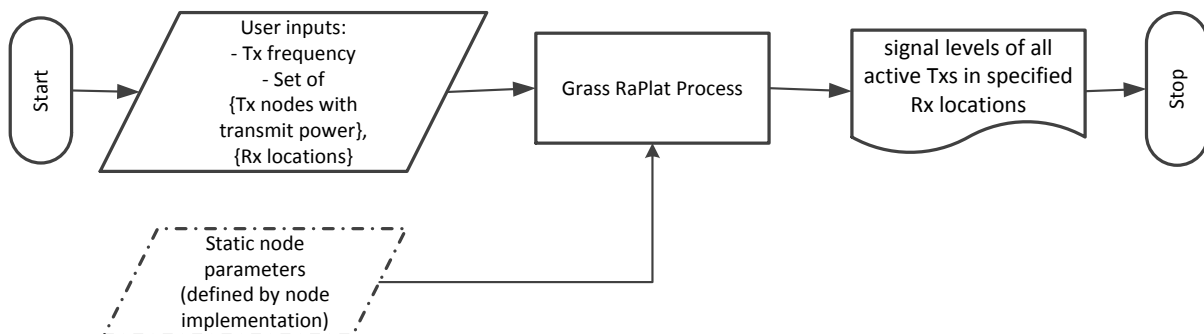 Start
User inputs:
- Tx frequency
- Set of
{Tx nodes with
transmit power},
{Rx locations}
Grass RaPlat Process
signal levels of all
active Txs in specified
Rx locations
Stop
Static node
parameters
(defined by node
implementation)